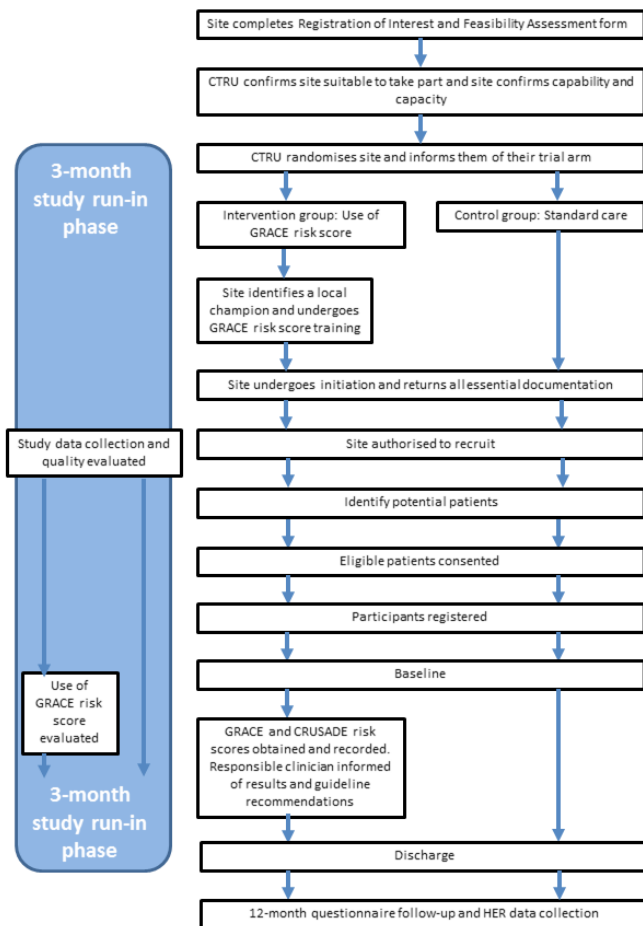 Site completes Registration of Interest and Feasibility Assessment form
CTRU confirms site suitable to take part and site confirms capability and
capacity
3-month
study run-in
phase
CTRU randomises site and informs them of their trial arm
Intervention group: Use of
GRACE risk score
Control group: Standard care
Site identifies a local
champion and undergoes
GRACE risk score training
Site undergoes initiation and returns all essential documentation
Study data collection and
quality evaluated
Site authorised to recruit
Identify potential patients
Eligible patients consented
Participants registered
Baseline
Use of
GRACE risk
score
evaluated
GRACE and CRUSADE risk
scores obtained and recorded.
Responsible clinician informed
of results and guideline
recommendations
3-month
study run-in
phase
Discharge
12-month questionnaire follow-up and HER data collection